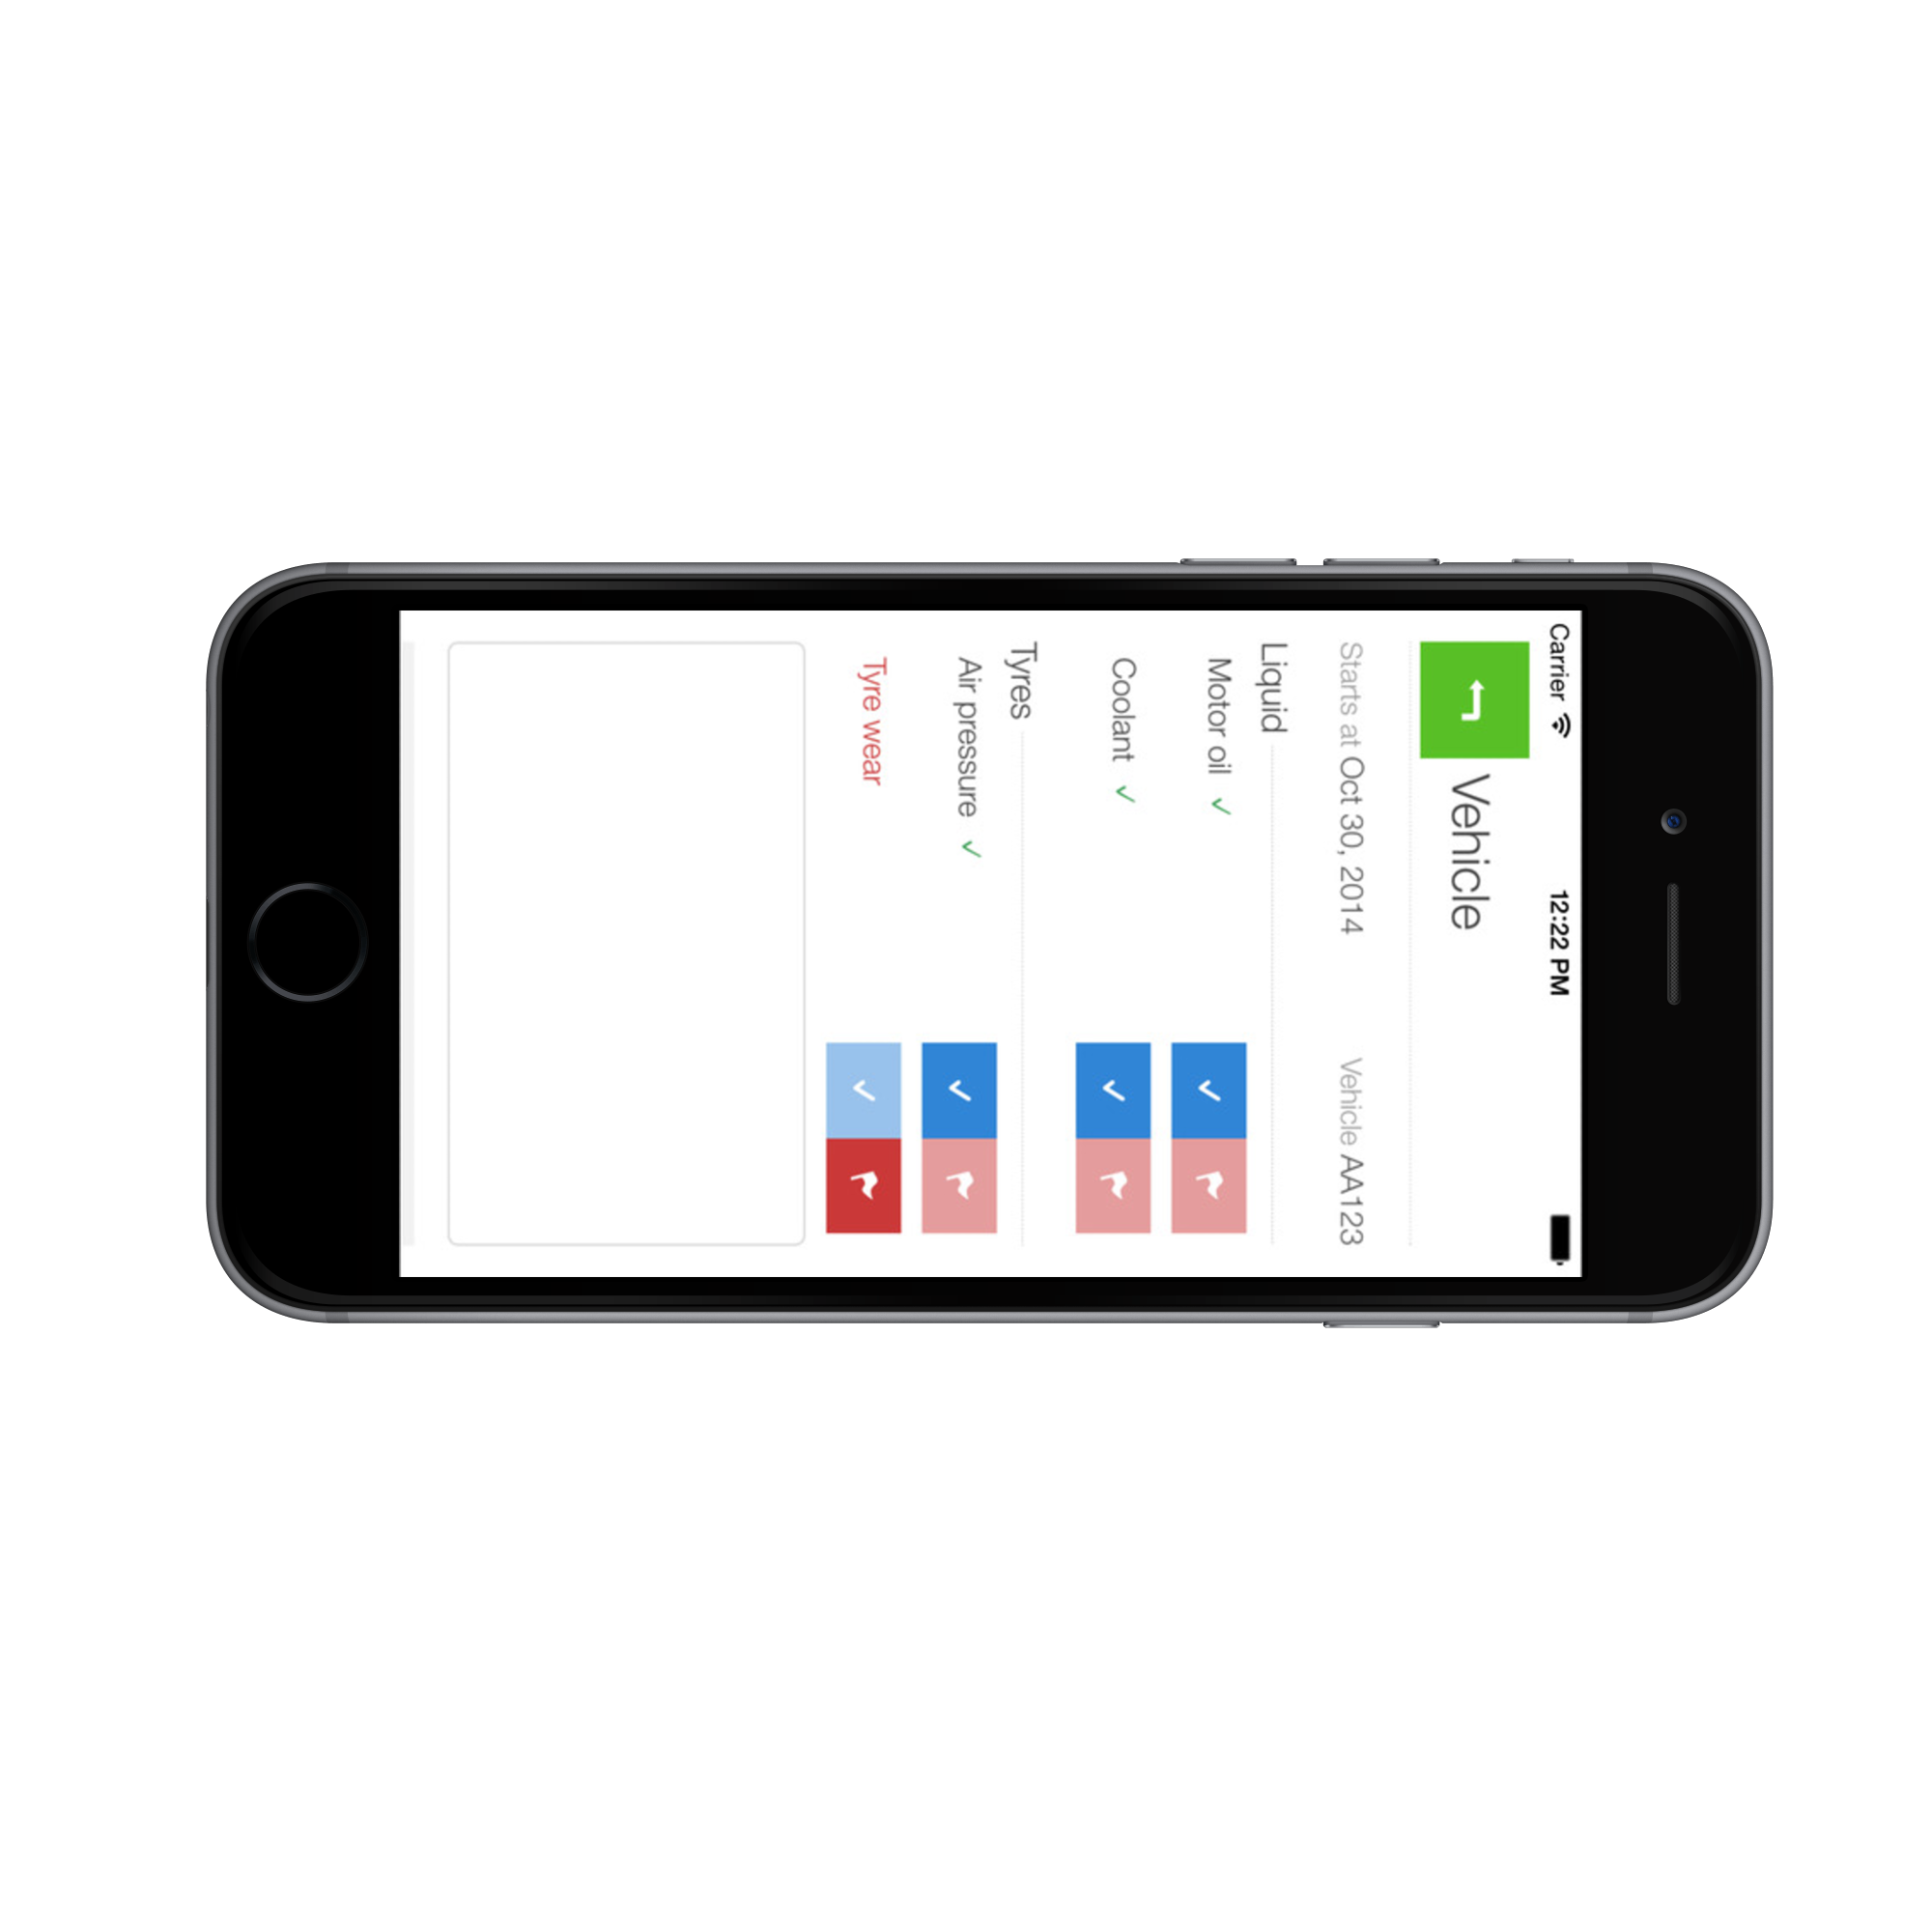 Carrier 12:22 PM
Vehicle
Starts at Oct 30, 2014 Vehicle AA123
Liquid
Motor oil
Coolant
Tyres
Air pressure
Tyre wear